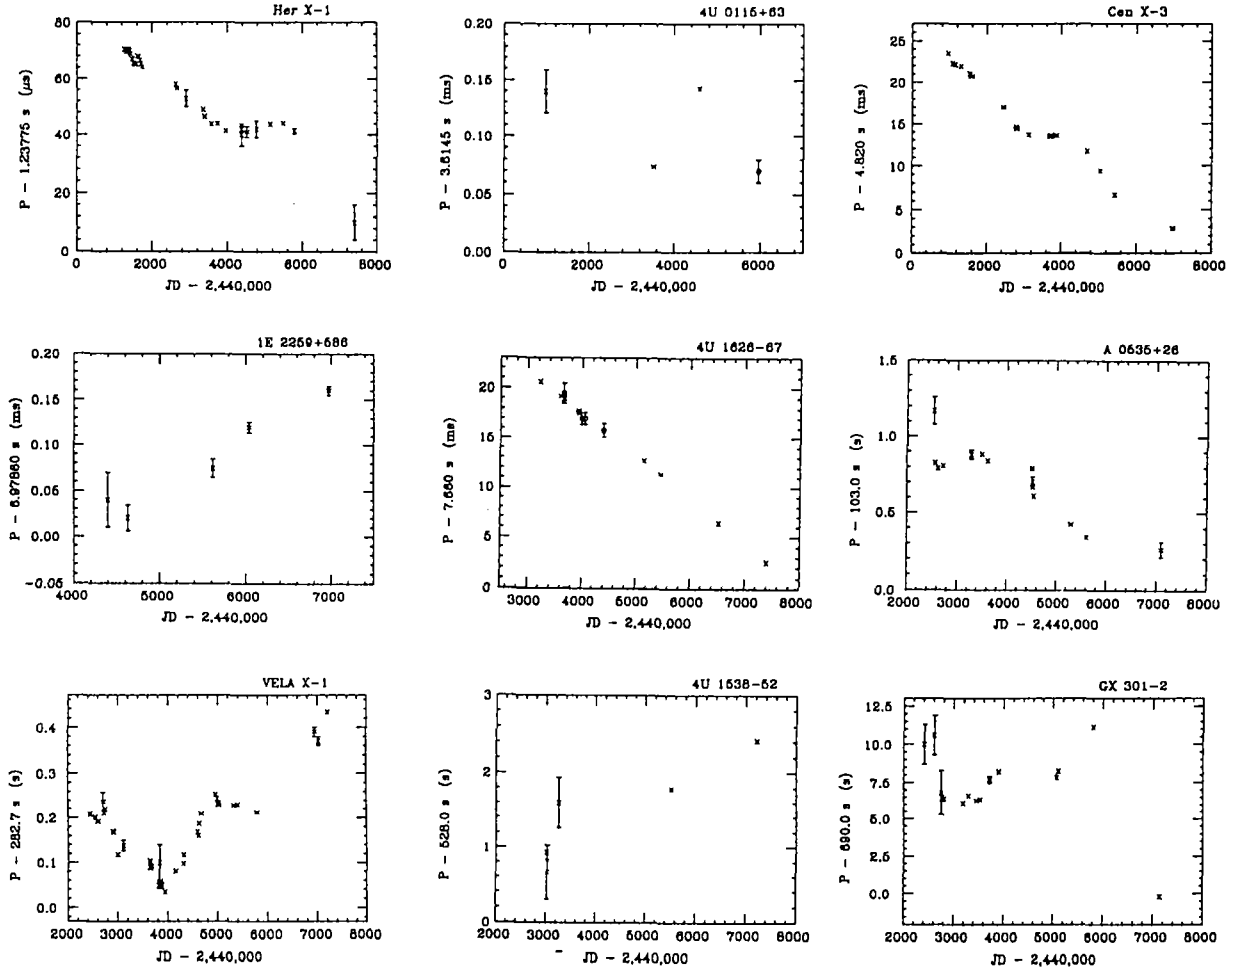 Her X-1
80
60
40
20
0
P - 1.23775 s (μs)
0 2000 4000 6000 8000
JD - 2,440,000
4U 0115+63
0.20
0.15
0.10
0.05
0.00
P - 3.6145 s (ms)
0 2000 4000 6000
JD - 2,440,000
Cen X-3
25
20
15
10
5
0
P - 4.820 s (ms)
0 2000 4000 6000 8000
JD - 2,440,000
1E 2259+586
0.20
0.15
0.10
0.05
0.00
-0.05
P - 6.97860 s (ms)
4000 5000 6000 7000
JD - 2,440,000
4U 1626-67
20
15
10
5
0
P - 7.660 s (ms)
3000 4000 5000 6000 7000 8000
JD - 2,440,000
A 0535+26
1.5
1.0
0.5
0.0
P - 103.0 s (s)
2000 3000 4000 5000 6000 7000 8000
JD - 2,440,000
VELA X-1
0.4
0.3
0.2
0.1
0.0
P - 282.7 s (s)
2000 3000 4000 5000 6000 7000 8000
JD - 2,440,000
4U 1538-52
3
2
1
0
P - 528.0 s (s)
2000 3000 4000 5000 6000 7000 8000
JD - 2,440,000
GX 301-2
12.5
10.0
7.5
5.0
2.5
0.0
P - 690.0 s (s)
2000 3000 4000 5000 6000 7000 8000
JD - 2,440,000